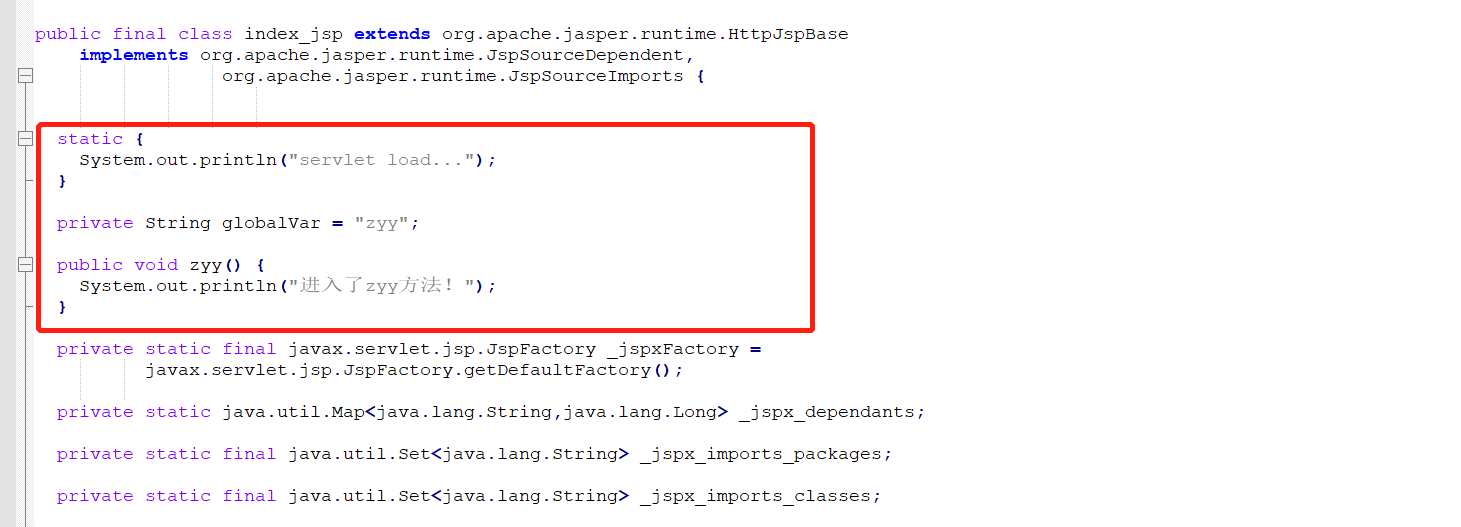 public final class index_jsp extends org.apache.jasper.runtime.HttpJspBase
    implements org.apache.jasper.runtime.JspSourceDependent,
                 org.apache.jasper.runtime.JspSourceImports {
  static {
    System.out.println("servlet load...");
  }
  private String globalVar = "zyy";
  public void zyy() {
    System.out.println("进入了zyy方法！");
  }
  private static final javax.servlet.jsp.JspFactory _jspxFactory =
          javax.servlet.jsp.JspFactory.getDefaultFactory();
  private static java.util.Map<java.lang.String,java.lang.Long> _jspx_dependants;
  private static final java.util.Set<java.lang.String> _jspx_imports_packages;
  private static final java.util.Set<java.lang.String> _jspx_imports_classes;